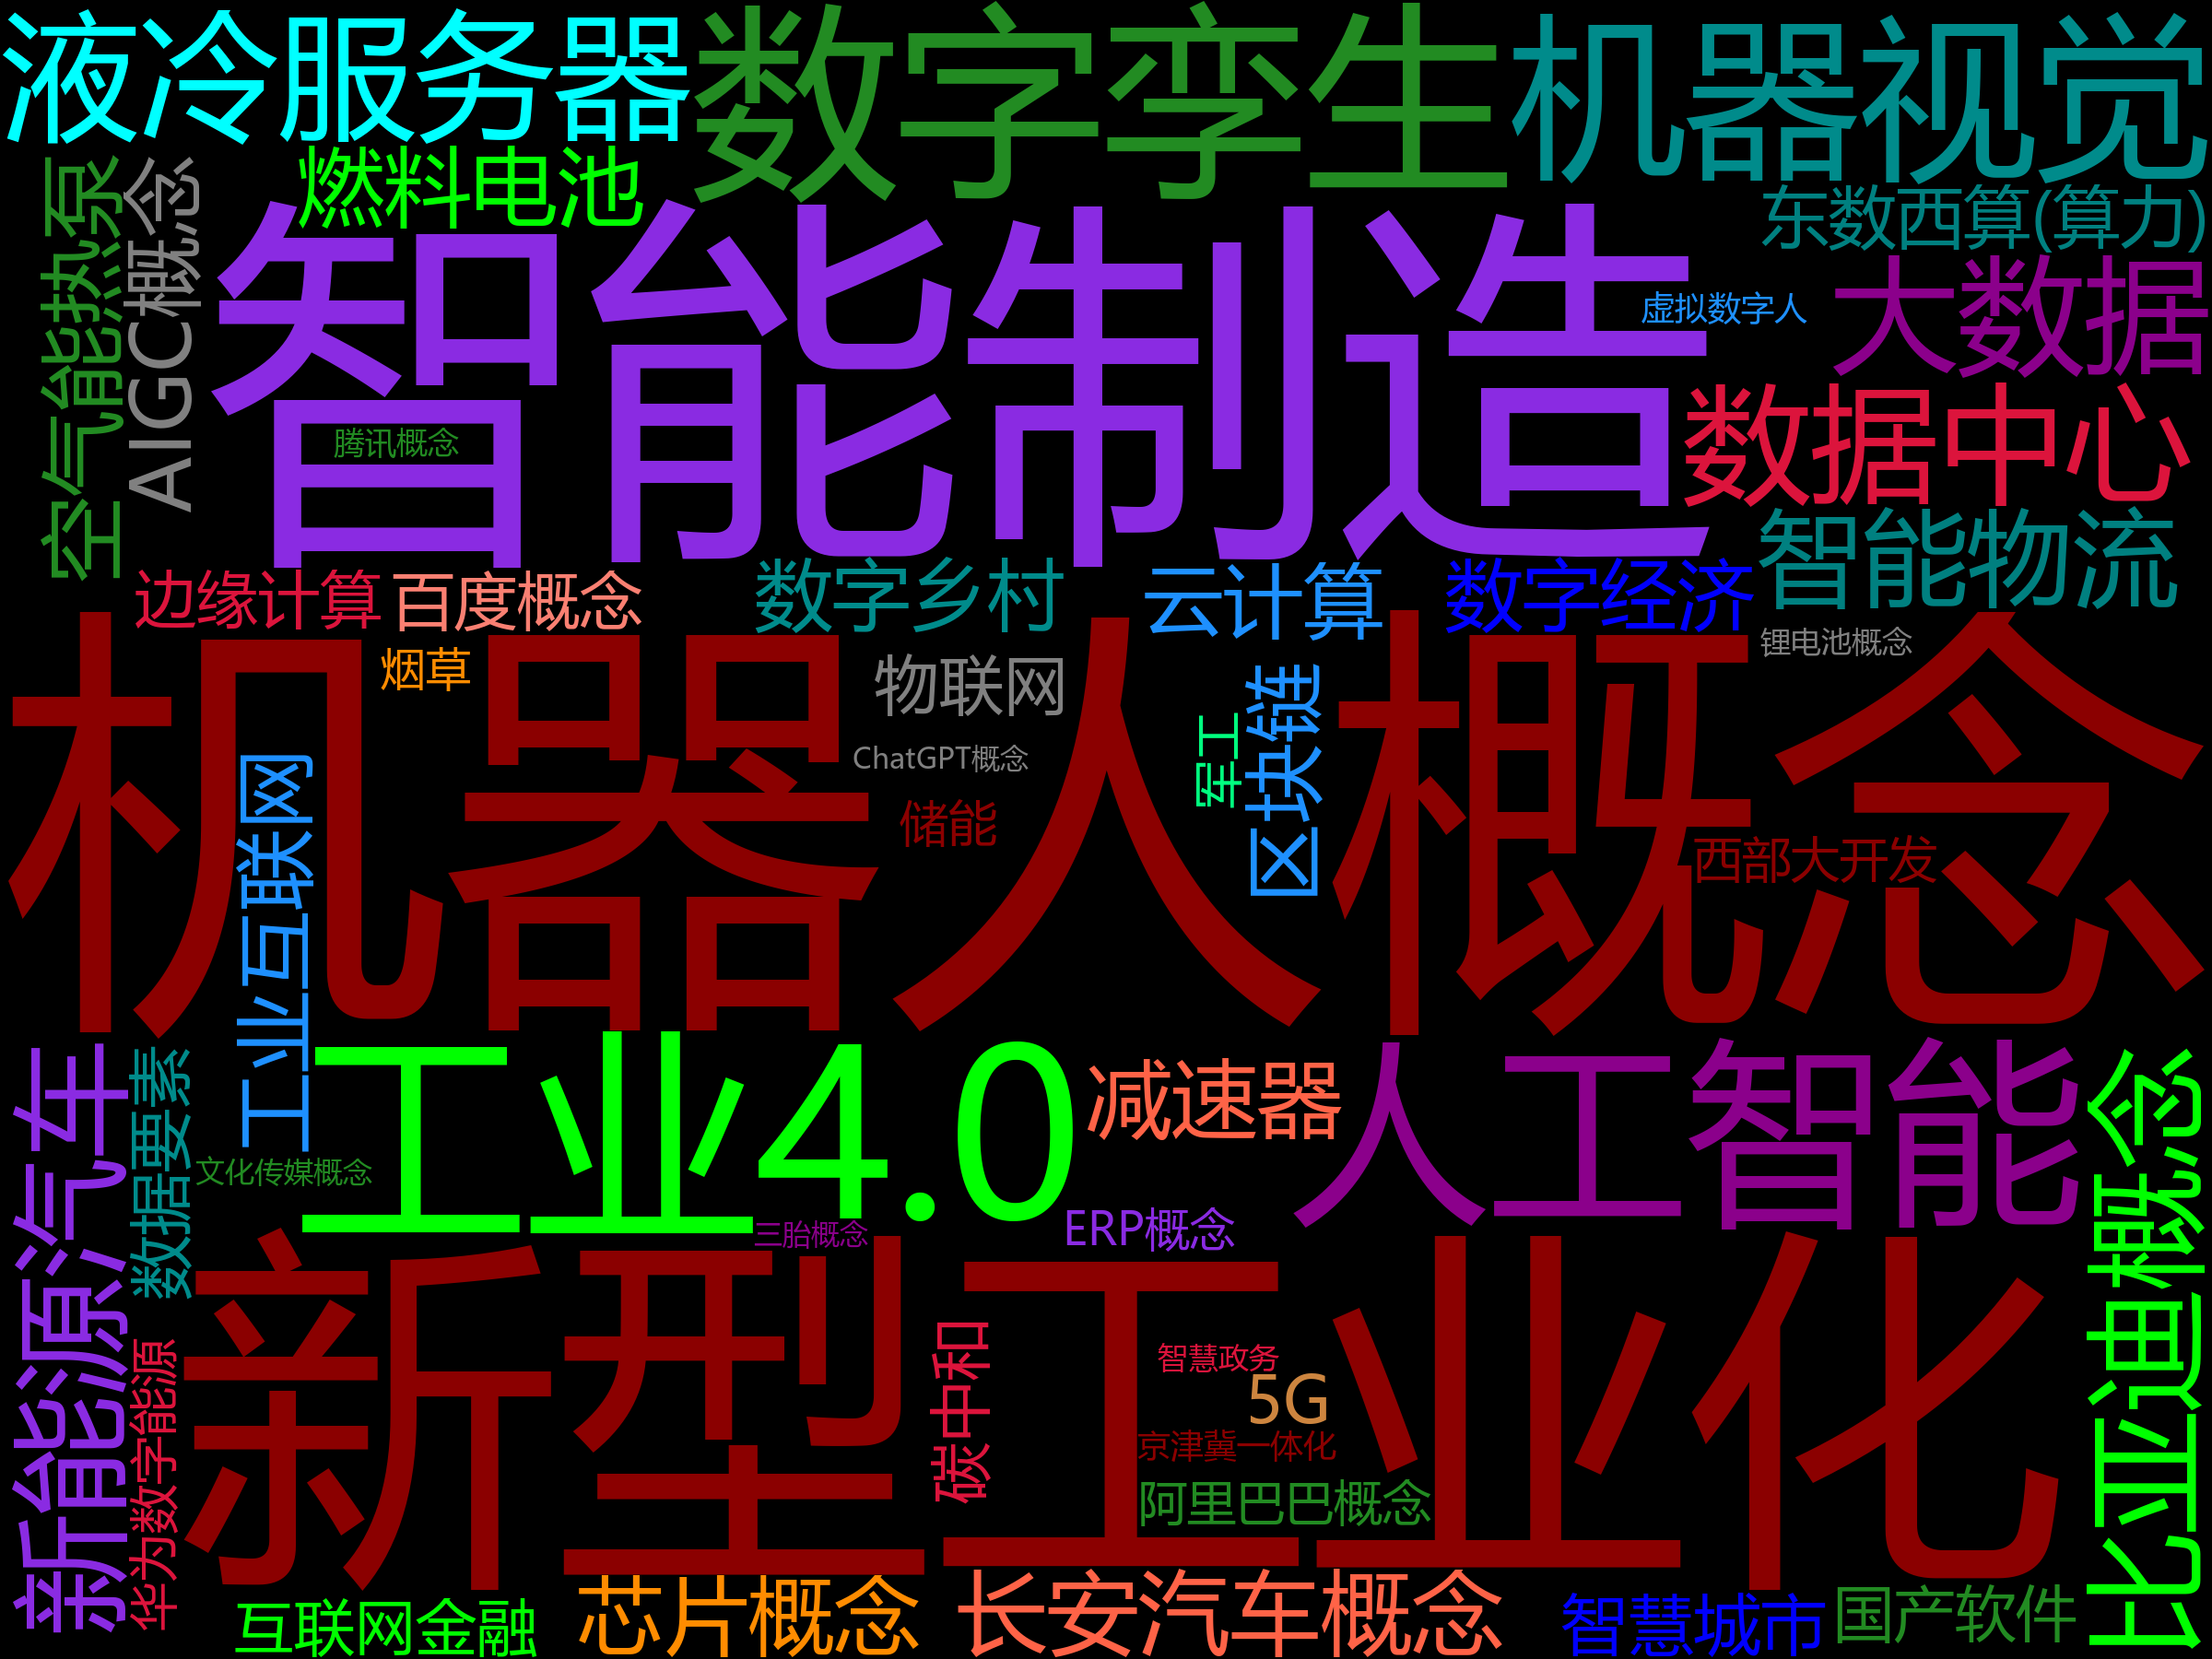 液冷服务器
数字孪生
机器视觉
燃料电池
空气能热泵
AIGC概念
东数西算(算力)
智能制造
虚拟数字人
大数据
数据中心
腾讯概念
智能物流
边缘计算
百度概念
数字乡村
云计算
数字经济
锂电池概念
烟草
物联网
区块链
军工
ChatGPT概念
机器人概念
工业互联网
储能
西部大开发
新能源汽车
数据要素
工业4.0
减速器
人工智能
比亚迪概念
文化传媒概念
三胎概念
ERP概念
新型工业化
华为数字能源
碳中和
智慧政务
5G
京津冀一体化
阿里巴巴概念
互联网金融
芯片概念
长安汽车概念
智慧城市
国产软件